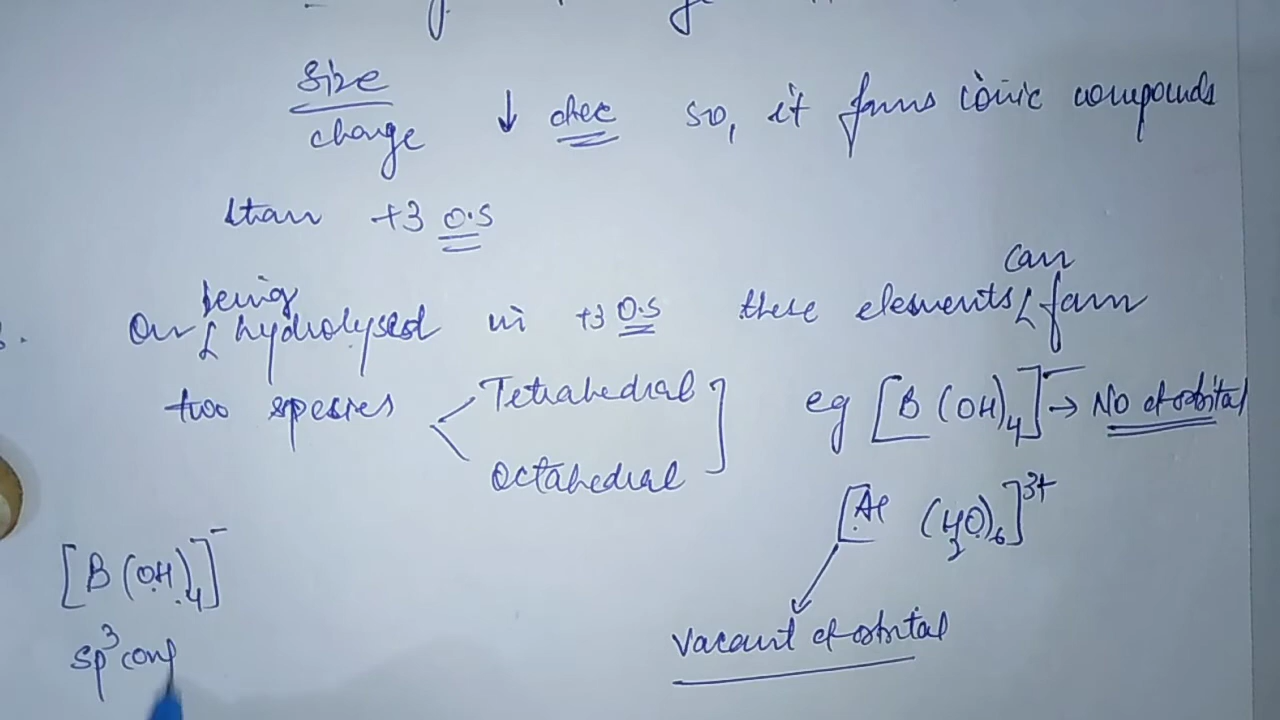 Size
change ↓ dec so, it forms ionic compounds
than +3 O.S
On being hydrolysed in +3 O.S these elements can form
two species < Tetrahedral ] eg [B(OH)4]⁻ → No d-orbital
Octahedral
[Al (H2O)6]3+
[B(OH)4]⁻
Vacant d-orbital
sp3 conf